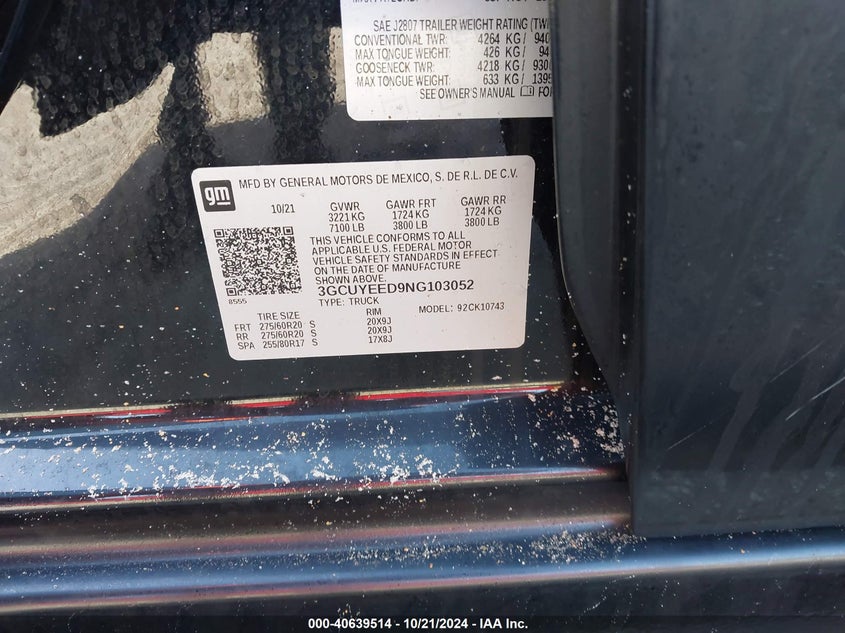 SAE J2807 TRAILER WEIGHT RATING (TW
CONVENTIONAL TWR: 4264 KG / 940
MAX TONGUE WEIGHT: 426 KG / 94
GOOSENECK TWR: 4218 KG / 930
MAX TONGUE WEIGHT: 633 KG / 1395
SEE OWNER'S MANUAL FO
gm
MFD BY GENERAL MOTORS DE MEXICO, S. DE R.L. DE C.V.
10/21 GVWR GAWR FRT GAWR RR
3221 KG 1724 KG 1724 KG
7100 LB 3800 LB 3800 LB
THIS VEHICLE CONFORMS TO ALL
APPLICABLE U.S. FEDERAL MOTOR
VEHICLE SAFETY STANDARDS IN EFFECT
ON THE DATE OF MANUFACTURE
SHOWN ABOVE.
3GCUYEED9NG103052
8555
TYPE: TRUCK
MODEL: 92CK10743
TIRE SIZE RIM
FRT 275/60R20 S 20X9J
RR 275/60R20 S 20X9J
SPA 255/80R17 S 17X8J
000-40639514 - 10/21/2024 - IAA Inc.